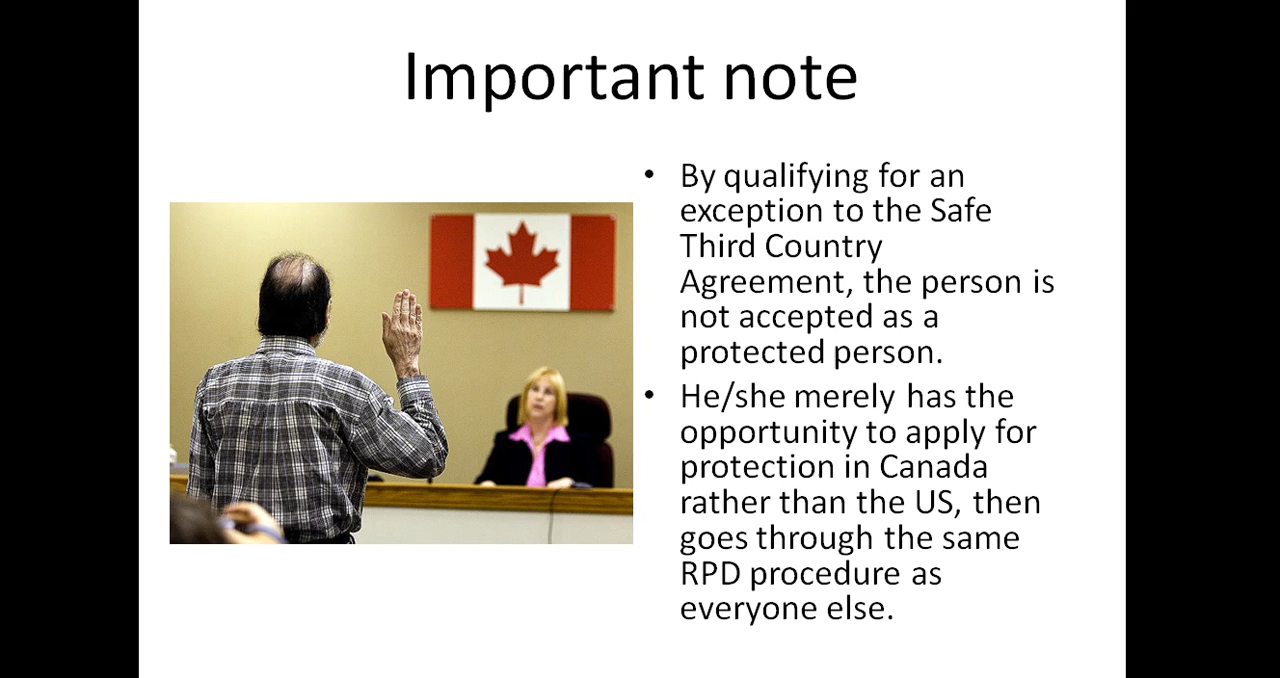 Important note
• By qualifying for an
exception to the Safe
Third Country
Agreement, the person is
not accepted as a
protected person.
• He/she merely has the
opportunity to apply for
protection in Canada
rather than the US, then
goes through the same
RPD procedure as
everyone else.